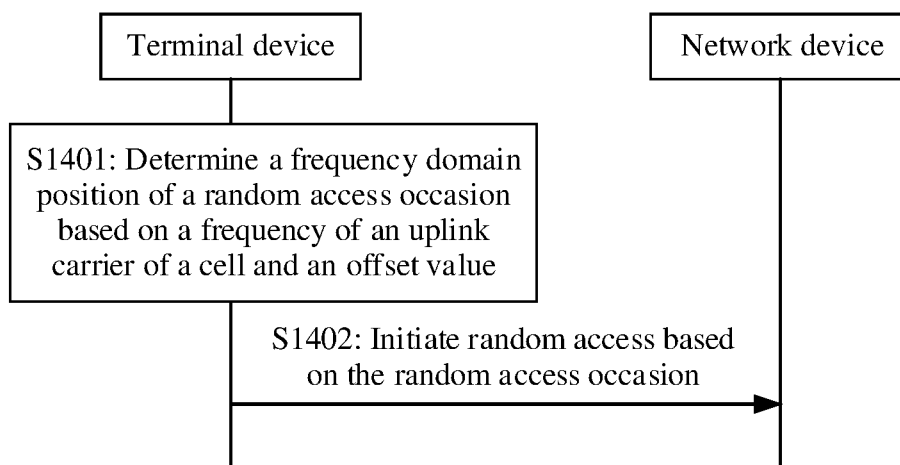 Terminal device
Network device
S1401: Determine a frequency domain
position of a random access occasion
based on a frequency of an uplink
carrier of a cell and an offset value
S1402: Initiate random access based
on the random access occasion